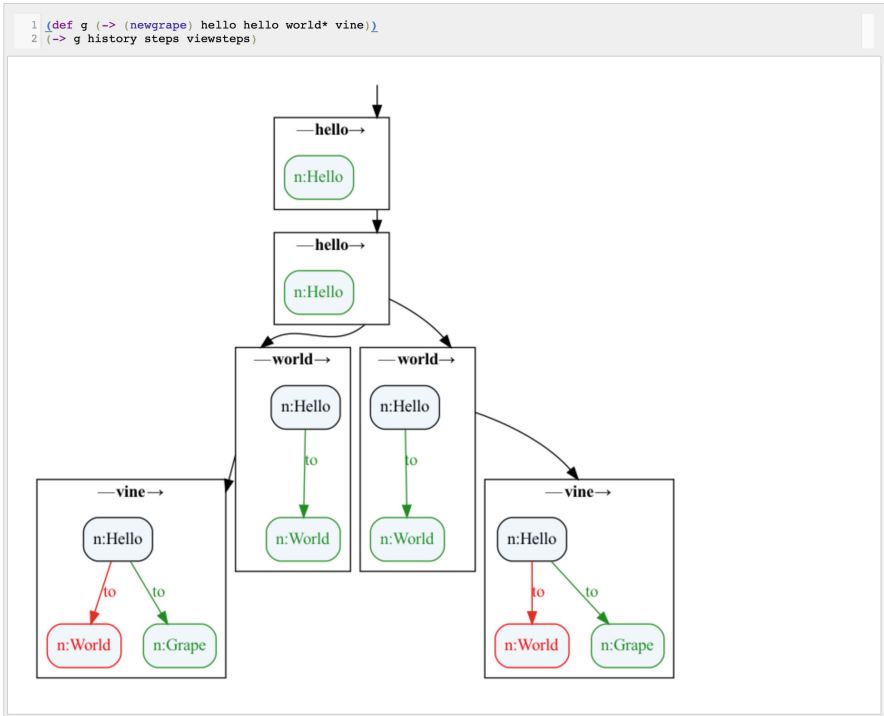 1 (def g (-> (newgrape) hello hello world* vine))
2 (-> g history steps viewsteps)
—hello→
n:Hello
—hello→
n:Hello
—world→ —world→
n:Hello n:Hello
to to
—vine→ —vine→
n:Hello n:World n:World n:Hello
to to to to
n:World n:Grape n:World n:Grape